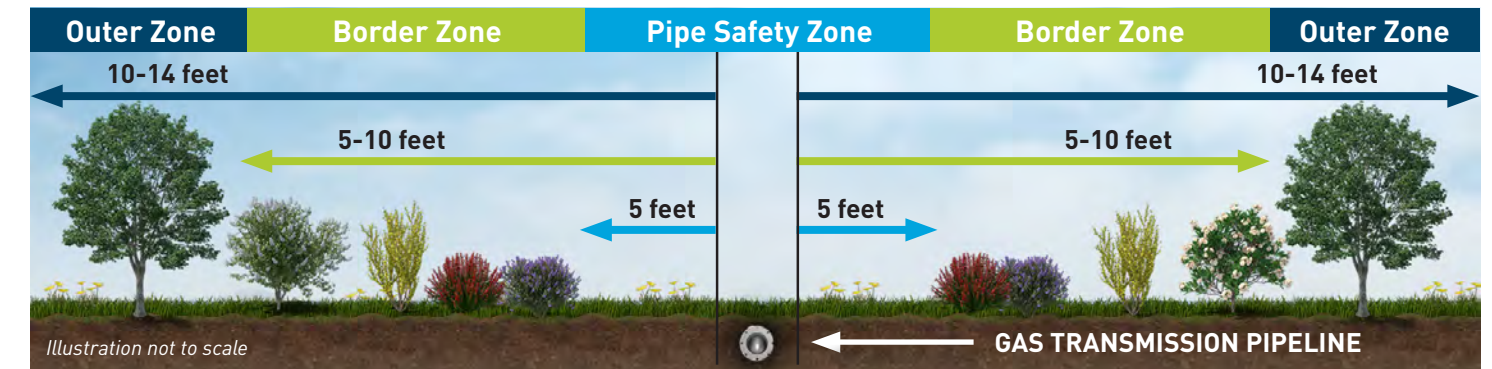 Outer Zone Border Zone Pipe Safety Zone Border Zone Outer Zone
10-14 feet 10-14 feet
5-10 feet 5-10 feet
5 feet 5 feet
Illustration not to scale GAS TRANSMISSION PIPELINE